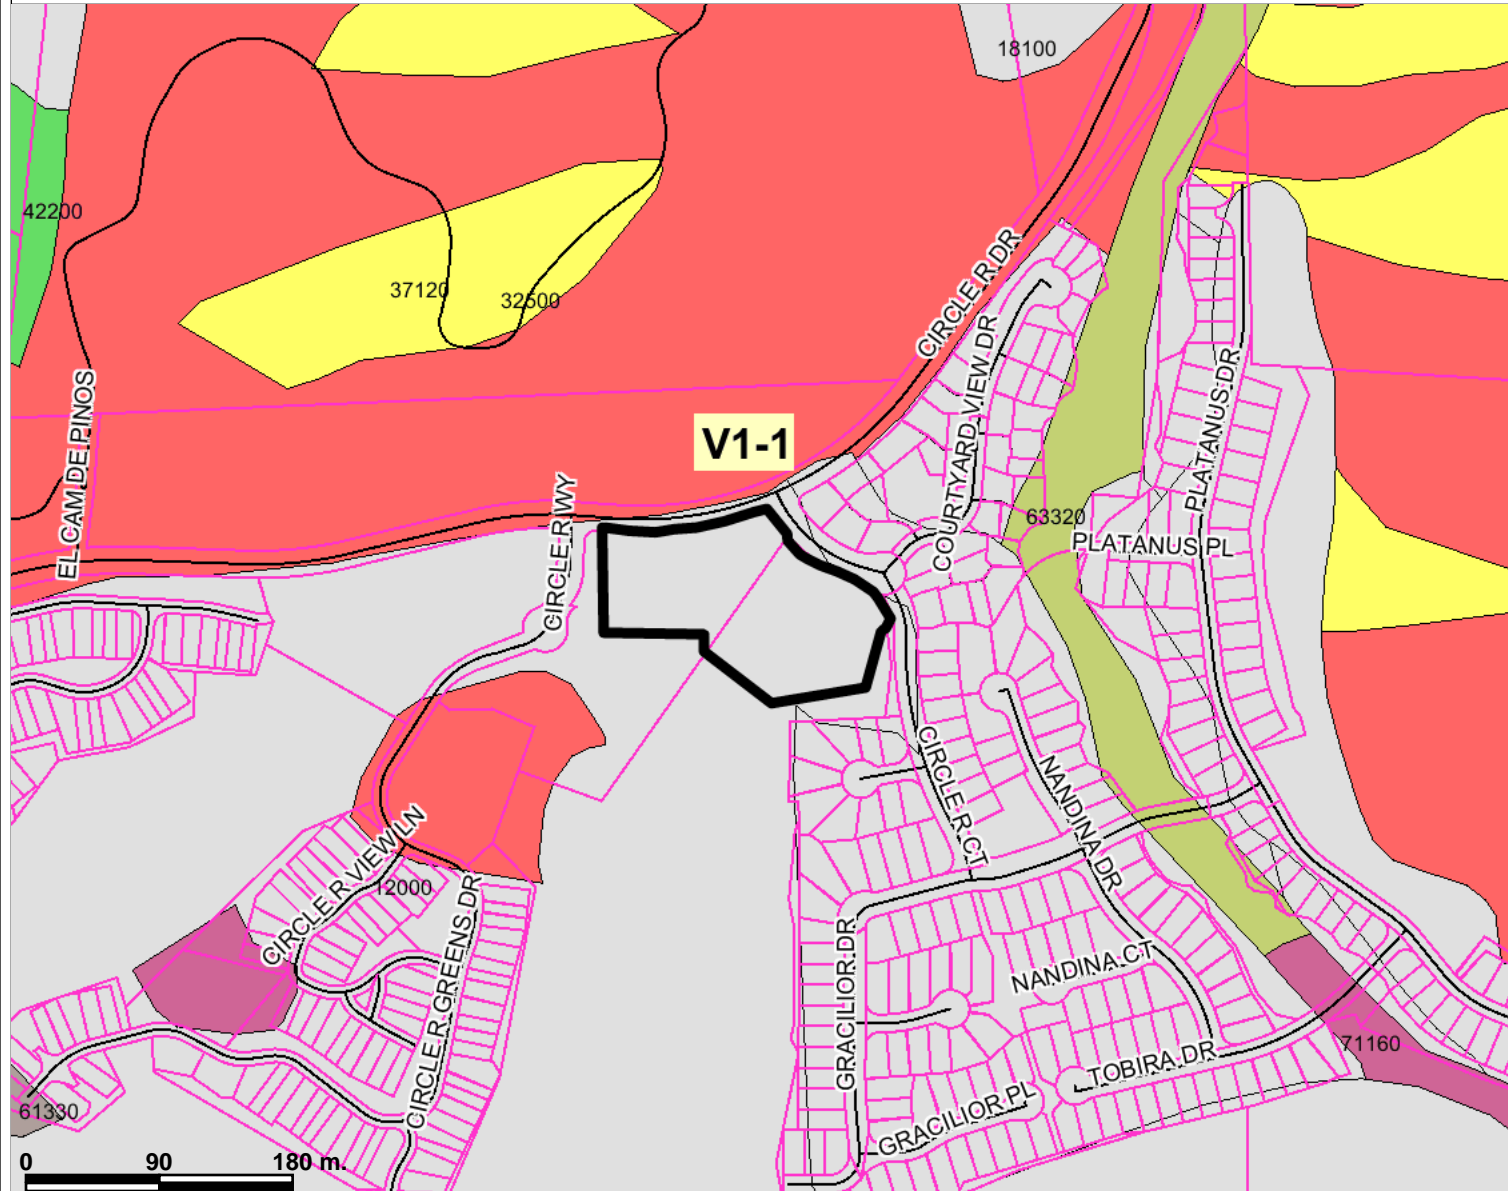 18100
42200
CIRCLE R DR
37120
32500
COURTYARD VIEW DR
PLATANUS DR
EL CAM DE PINOS
V1-1
CIRCLE R WY
63320
PLATANUS PL
CIRCLE R CT
NANDINA DR
CIRCLE R VIEW LN
12000
CIRCLE R GREENS DR
GRACILIOR DR
NANDINA CT
71160
TOBIRA DR
GRACILIOR PL
61330
0 90 180 m.